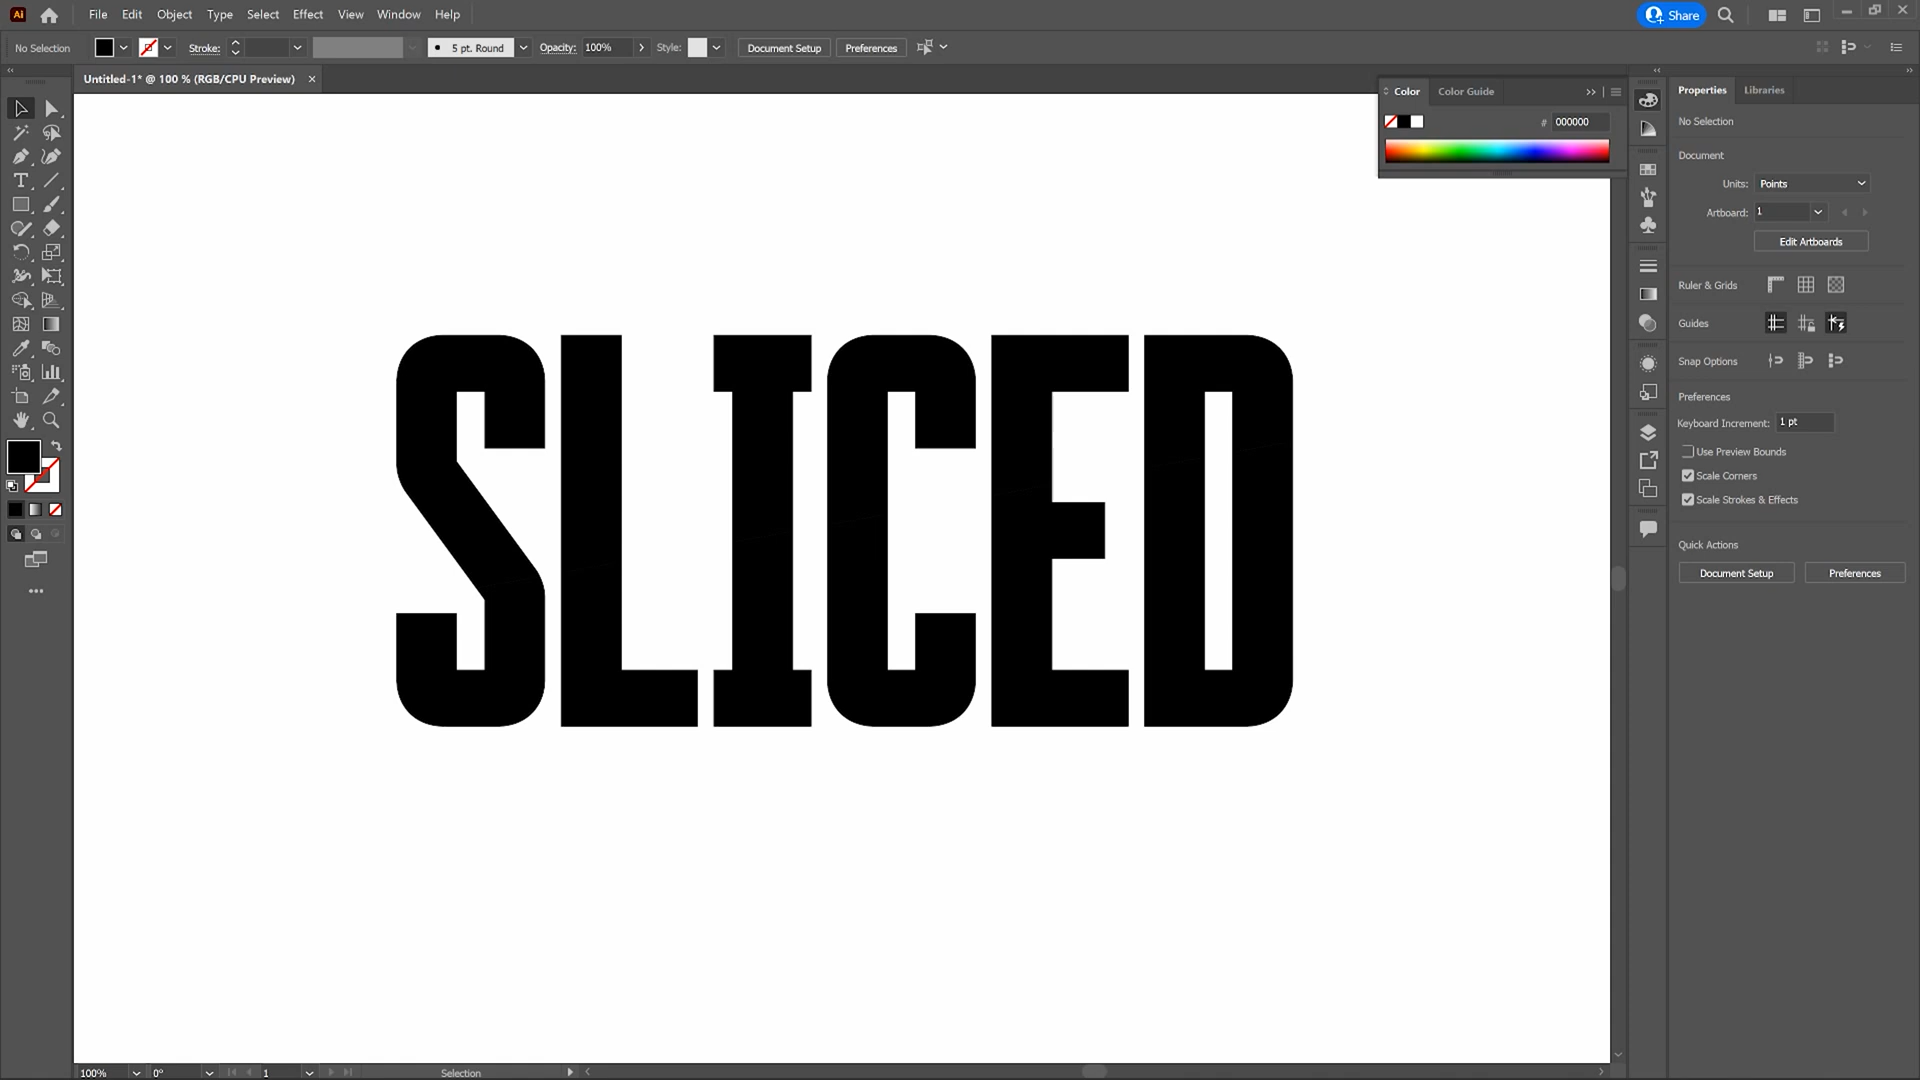 Ai File Edit Object Type Select Effect View Window Help Share
No Selection Stroke: 5 pt. Round Opacity: 100% Style: Document Setup Preferences
Untitled-1* @ 100 % (RGB/CPU Preview)
Color Color Guide
# 000000
Properties Libraries
No Selection
Document
Units: Points
Artboard: 1
Edit Artboards
Ruler & Grids
Guides
Snap Options
Preferences
Keyboard Increment: 1 pt
Use Preview Bounds
Scale Corners
Scale Strokes & Effects
Quick Actions
Document Setup Preferences
SLICED
100% 0° 1 Selection